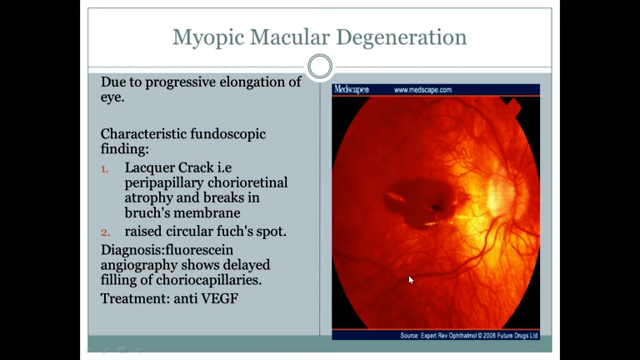 Myopic Macular Degeneration
Due to progressive elongation of
eye.
Characteristic fundoscopic
finding:
1. Lacquer Crack i.e
peripapillary chorioretinal
atrophy and breaks in
bruch's membrane
2. raised circular fuch's spot.
Diagnosis:fluorescein
angiography shows delayed
filling of choriocapillaries.
Treatment: anti VEGF
Medscape® www.medscape.com
Source: Expert Rev Ophthalmol © 2008 Future Drugs Ltd